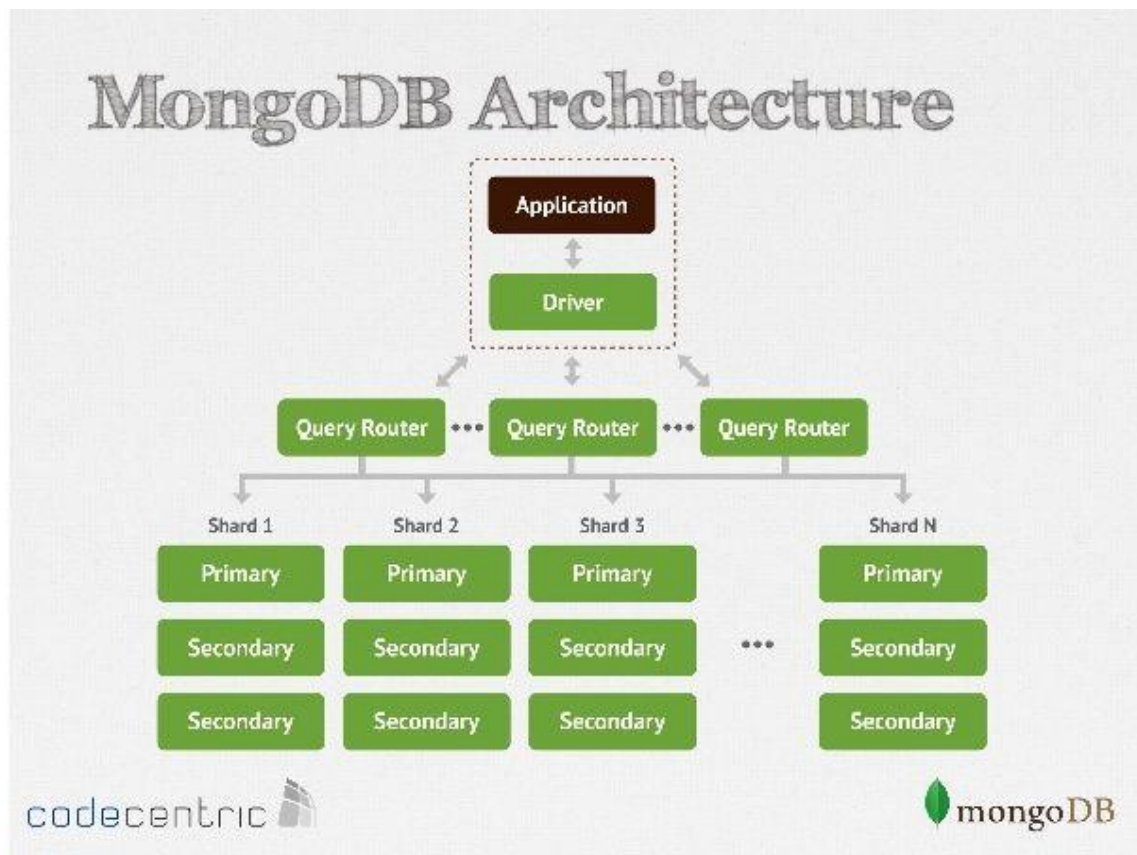 MongoDB Architecture
Application
Driver
Query Router ••• Query Router ••• Query Router
Shard 1 Shard 2 Shard 3 Shard N
Primary Primary Primary Primary
Secondary Secondary Secondary ••• Secondary
Secondary Secondary Secondary Secondary
codecentric mongoDB